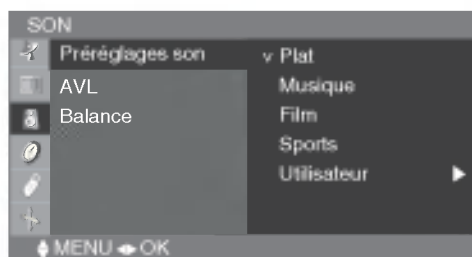 SON
Préréglages son
AVL
Balance
v Plat
Musique
Film
Sports
Utilisateur
MENU OK